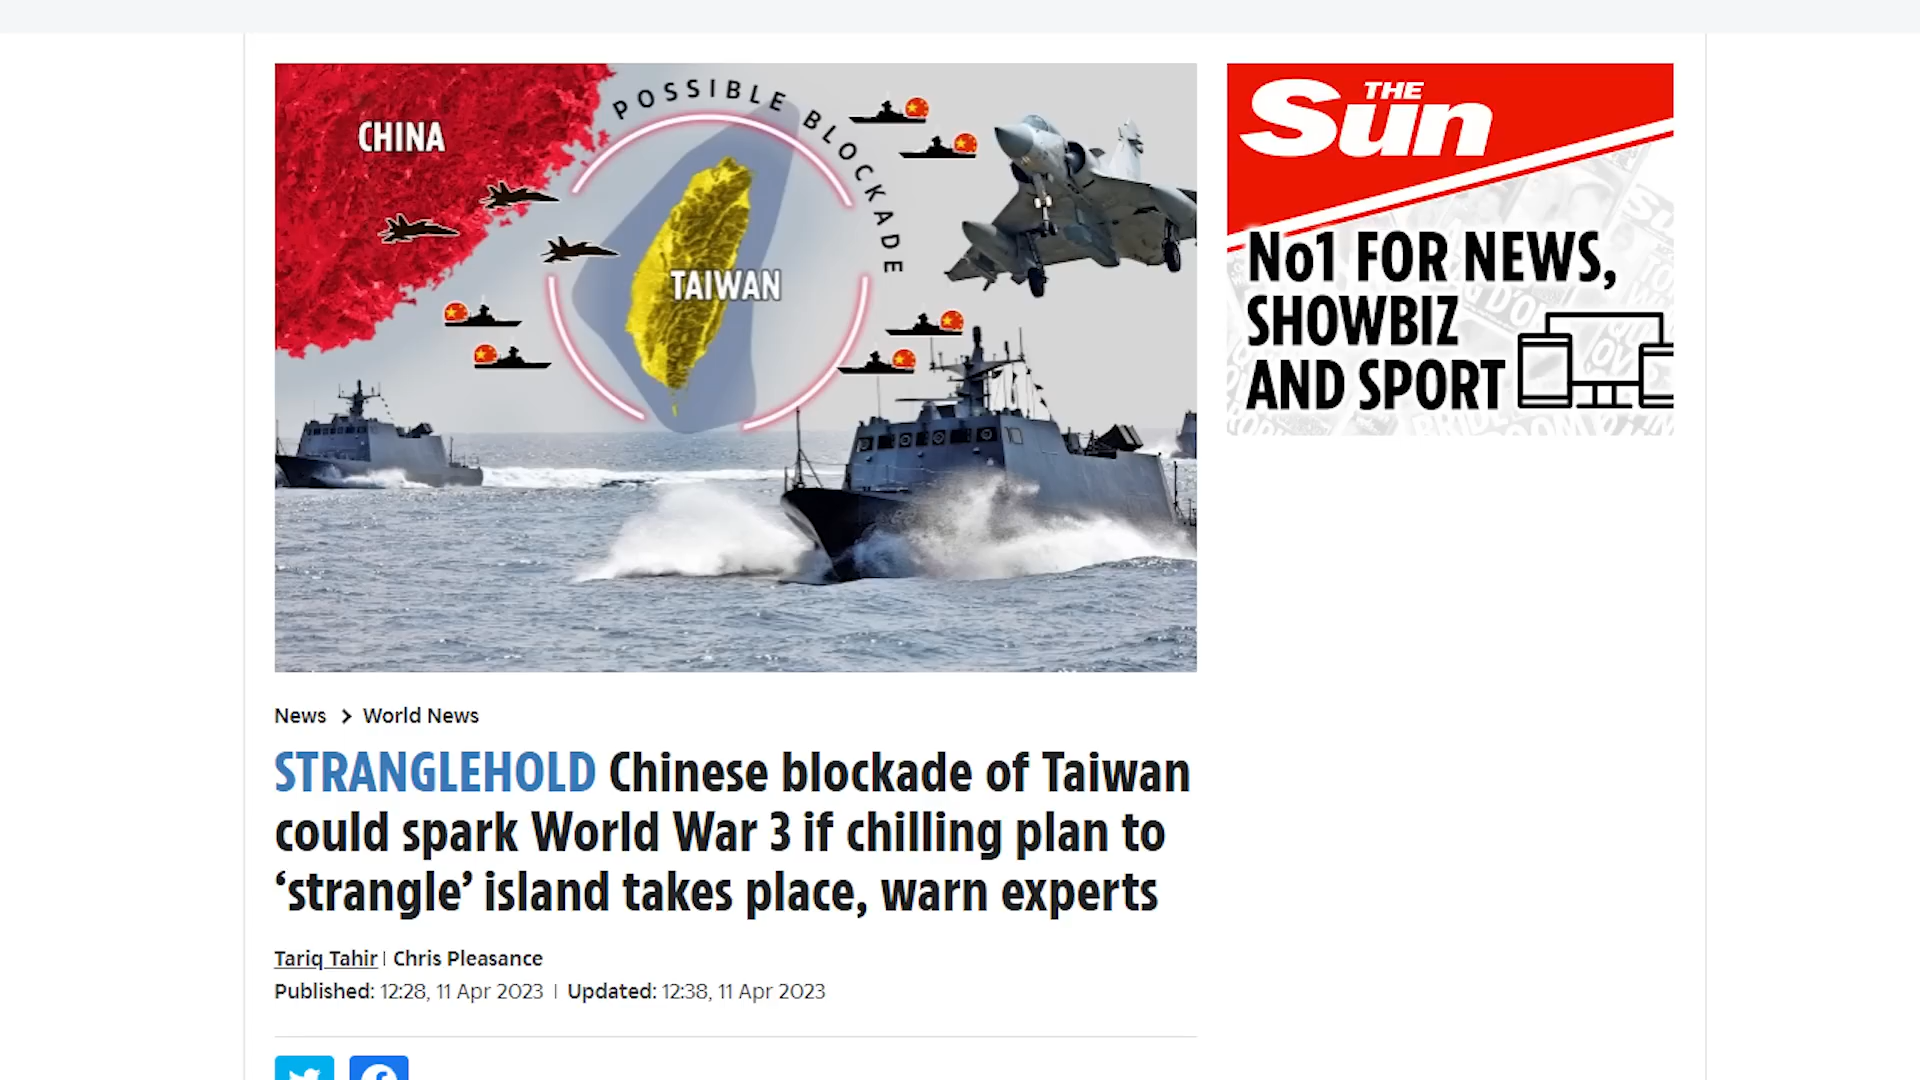 CHINA
POSSIBLE BLOCKADE
TAIWAN
THE
Sun
No1 FOR NEWS,
SHOWBIZ
AND SPORT
News > World News
STRANGLEHOLD Chinese blockade of Taiwan
could spark World War 3 if chilling plan to
‘strangle’ island takes place, warn experts
Tariq Tahir | Chris Pleasance
Published: 12:28, 11 Apr 2023 | Updated: 12:38, 11 Apr 2023